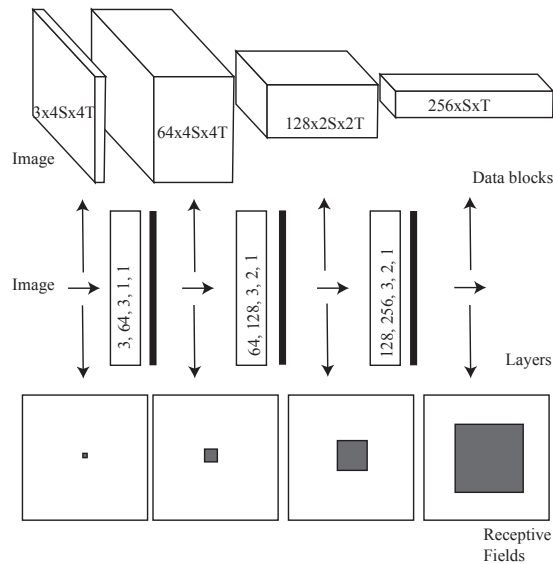 3x4Sx4T
64x4Sx4T
128x2Sx2T
256xSxT
Image
Data blocks
Image
3, 64, 3, 1, 1
64, 128, 3, 2, 1
128, 256, 3, 2, 1
Layers
Receptive
Fields